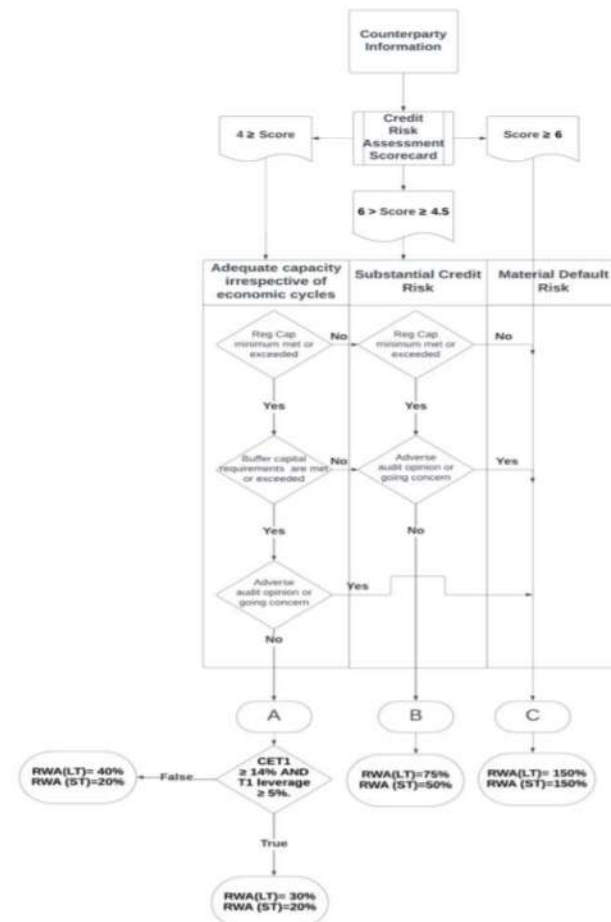 Counterparty
Information
4 ≥ Score
Credit
Risk
Assessment
Scorecard
Score ≥ 6
6 > Score ≥ 4.5
Adequate capacity
irrespective of
economic cycles
Substantial Credit
Risk
Material Default
Risk
Reg Cap
minimum met or
exceeded
No
Reg Cap
minimum met or
exceeded
No
Yes
Yes
Buffer capital
requirements are met
or exceeded
No
Adverse
audit opinion or
going concern
Yes
Yes
No
Adverse
audit opinion or
going concern
Yes
No
A
B
C
CET1
≥ 14% AND
T1 leverage
≥ 5%.
False
RWA(LT)= 40%
RWA (ST)=20%
RWA(LT)=75%
RWA (ST)=50%
RWA(LT)= 150%
RWA (ST)=150%
True
RWA(LT)= 30%
RWA (ST)=20%